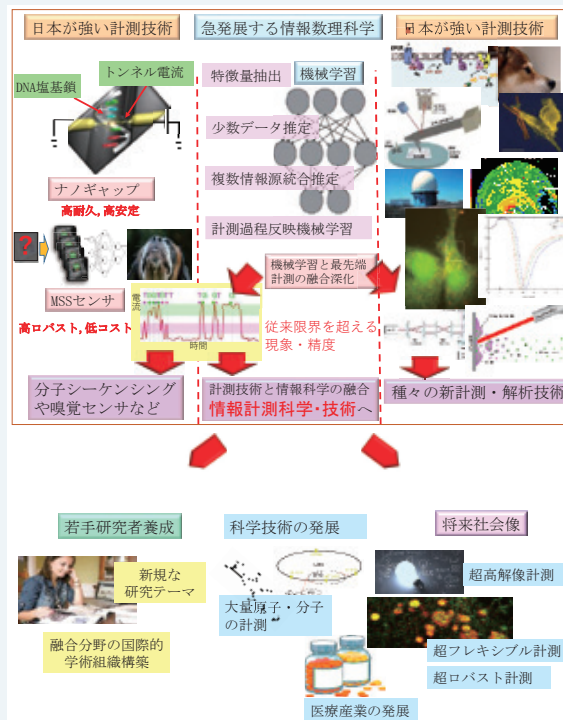 日本が強い計測技術
急発展する情報数理科学
日本が強い計測技術
トンネル電流
DNA塩基鎖
ナノギャップ
高耐久,高安定
?
MSSセンサ
高ロバスト,低コスト
電流
時間
特徴量抽出
機械学習
少数データ推定
複数情報源統合推定
計測過程反映機械学習
機械学習と最先端
計測の融合深化
従来限界を超える
現象・精度
分子シーケンシング
や嗅覚センサなど
計測技術と情報科学の融合
情報計測科学・技術へ
種々の新計測・解析技術
若手研究者養成
新規な
研究テーマ
融合分野の国際的
学術組織構築
科学技術の発展
大量原子・分子
の計測
医療産業の発展
将来社会像
超高解像計測
超フレキシブル計測
超ロバスト計測